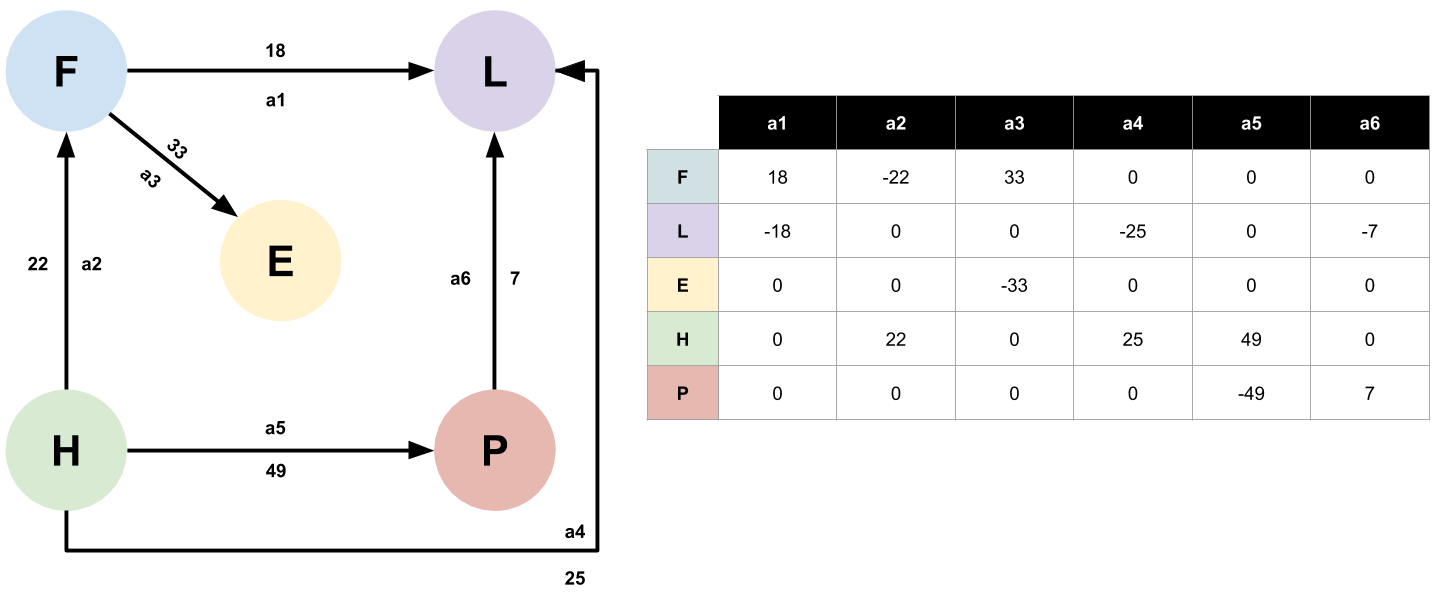 F
18
a1
L
33
a3
E
22
a2
a6
7
H
a5
49
P
a4
25
a1 a2 a3 a4 a5 a6
F 18 -22 33 0 0 0
L -18 0 0 -25 0 -7
E 0 0 -33 0 0 0
H 0 22 0 25 49 0
P 0 0 0 0 -49 7